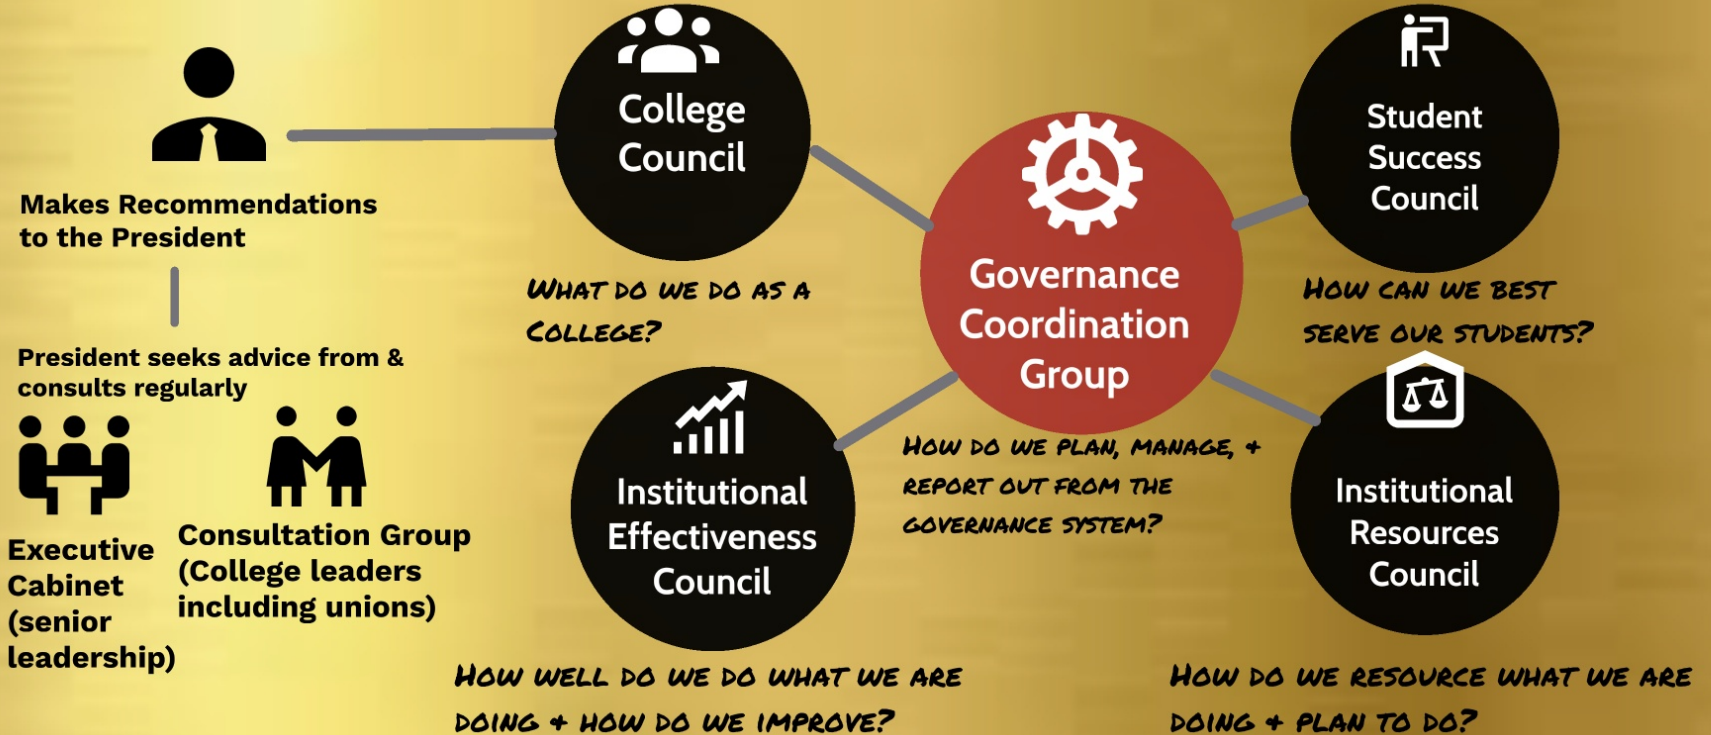 College
Council
Student
Success
Council
Makes Recommendations
to the President
WHAT DO WE DO AS A
COLLEGE?
Governance
Coordination
Group
HOW CAN WE BEST
SERVE OUR STUDENTS?
President seeks advice from &
consults regularly
Executive
Cabinet
(senior
leadership)
Consultation Group
(College leaders
including unions)
Institutional
Effectiveness
Council
HOW DO WE PLAN, MANAGE, +
REPORT OUT FROM THE
GOVERNANCE SYSTEM?
Institutional
Resources
Council
HOW WELL DO WE DO WHAT WE ARE
DOING + HOW DO WE IMPROVE?
HOW DO WE RESOURCE WHAT WE ARE
DOING + PLAN TO DO?